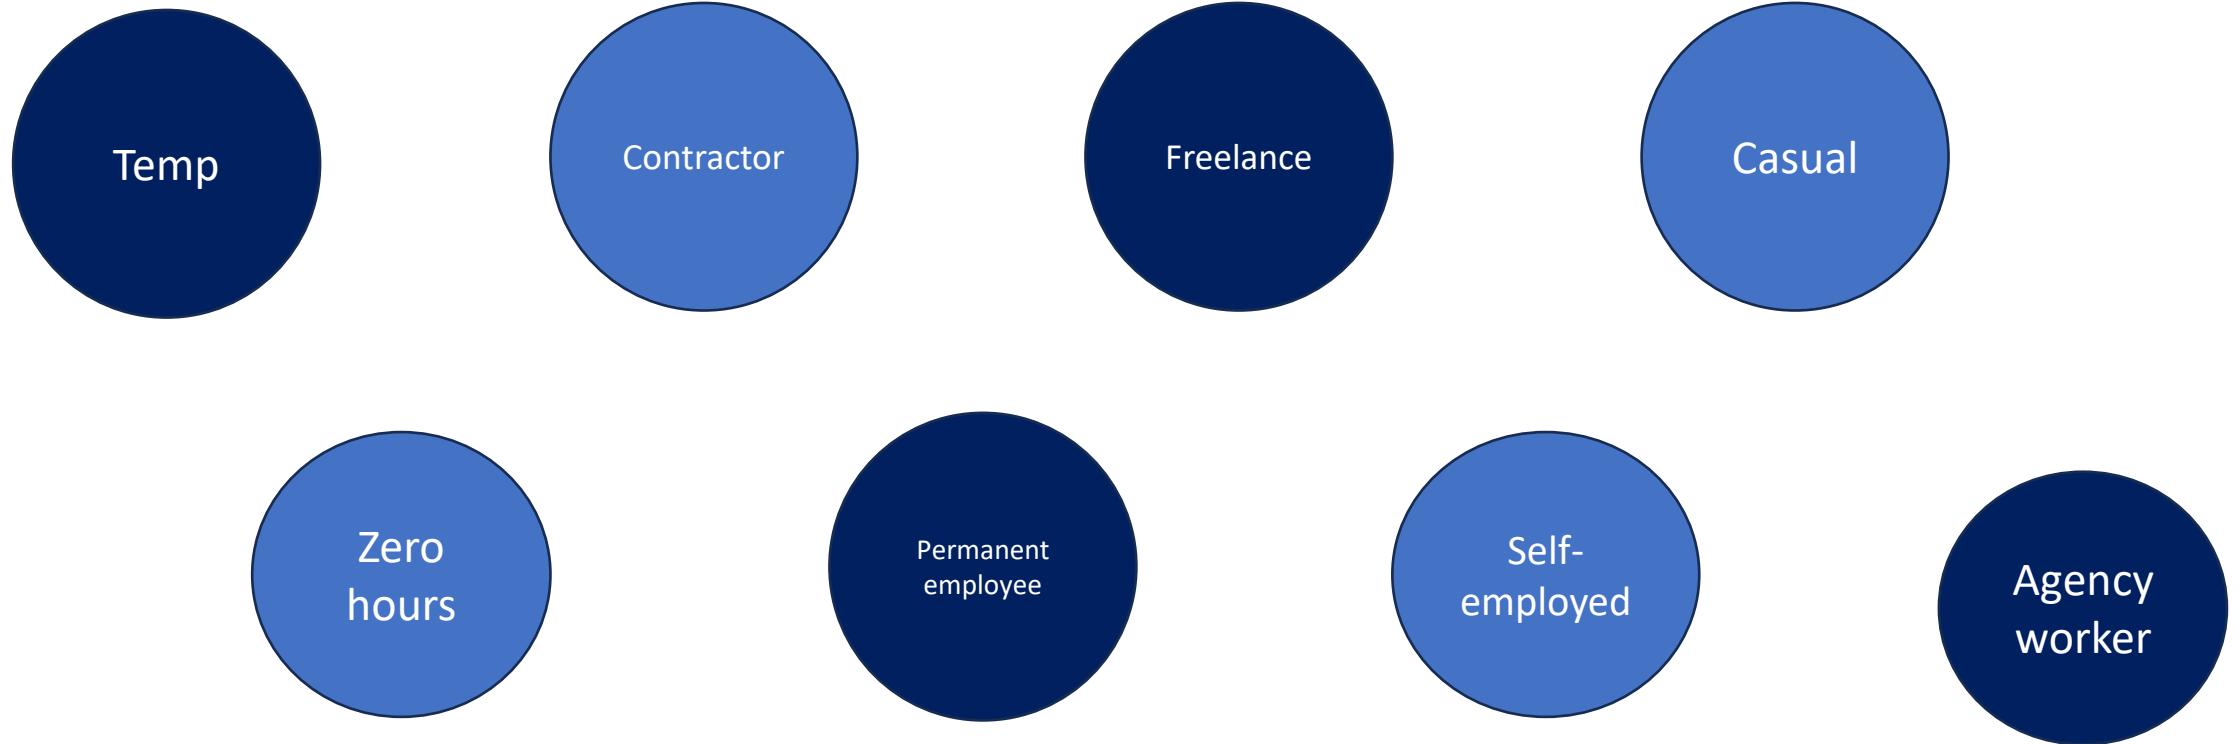 Temp
Contractor
Freelance
Casual
Zero
hours
Permanent
employee
Self-
employed
Agency
worker